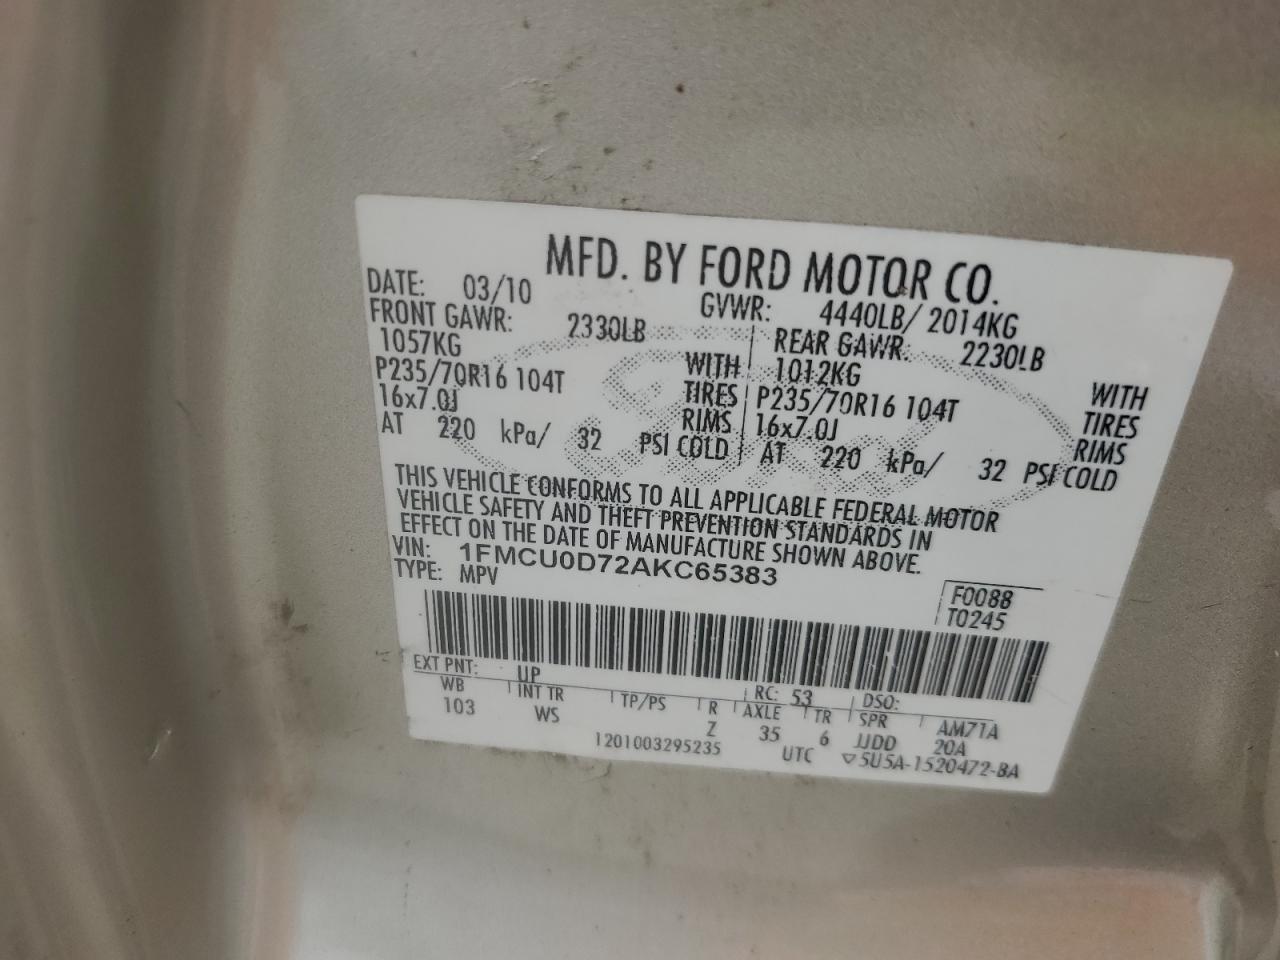 MFD. BY FORD MOTOR CO.
DATE: 03/10 GVWR: 4440LB/ 2014KG
FRONT GAWR: 2330LB REAR GAWR: 2230LB
1057KG WITH 1012KG WITH
P235/70R16 104T TIRES P235/70R16 104T TIRES
16x7.0J RIMS 16x7.0J RIMS
AT 220 kPa/ 32 PSI COLD AT 220 kPa/ 32 PSI COLD
THIS VEHICLE CONFORMS TO ALL APPLICABLE FEDERAL MOTOR
VEHICLE SAFETY AND THEFT PREVENTION STANDARDS IN
EFFECT ON THE DATE OF MANUFACTURE SHOWN ABOVE.
VIN: 1FMCU0D72AKC65383
TYPE: MPV
F0088
T0245
EXT PNT: UP RC: 53 DSO:
WB INT TR TP/PS R AXLE TR SPR AM71A
103 WS Z 35 6 JJDD 20A
1201003295235 UTC ▽5U5A-1520472-BA